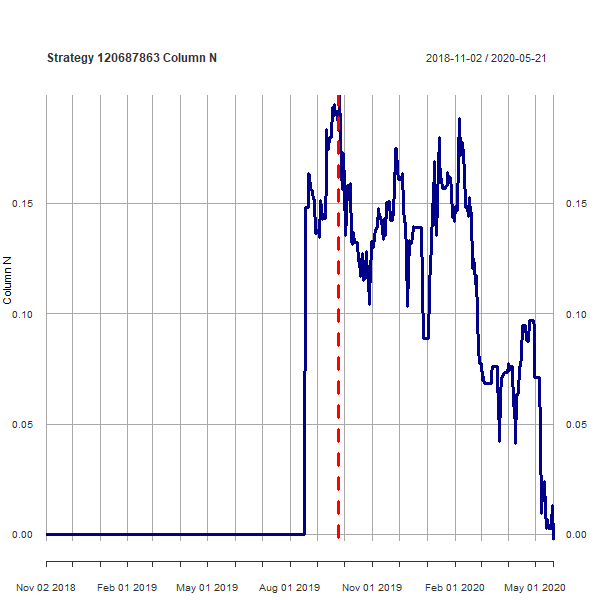 Strategy 120687863 Column N
2018-11-02 / 2020-05-21
Column N
0.15
0.15
0.10
0.10
0.05
0.05
0.00
0.00
Nov 02 2018
Feb 01 2019
May 01 2019
Aug 01 2019
Nov 01 2019
Feb 01 2020
May 01 2020